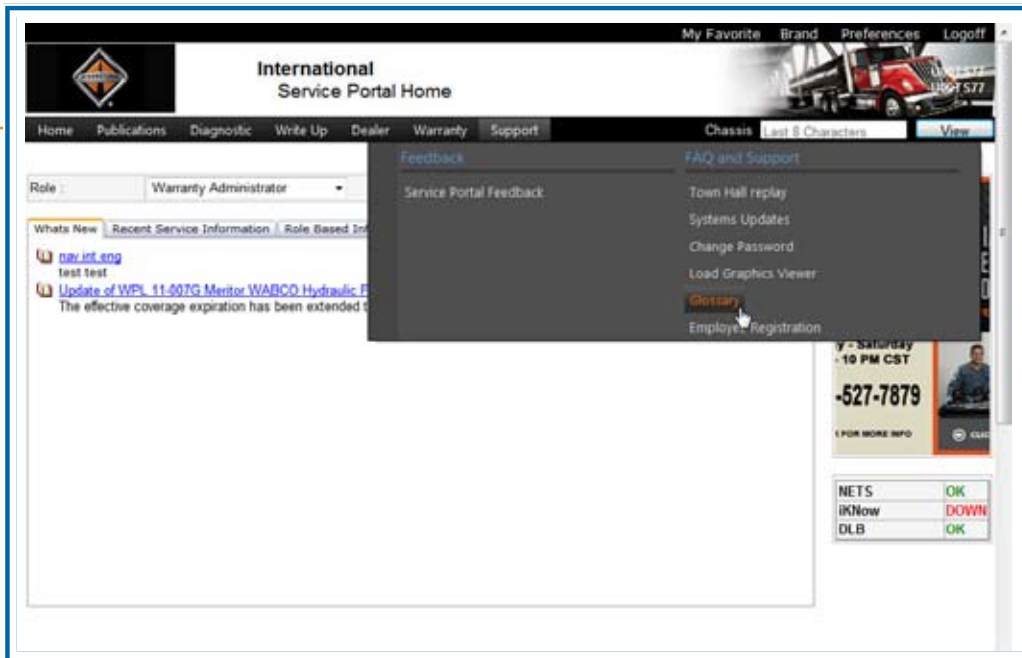 My Favorite Brand Preferences Logoff
International
Service Portal Home
Home Publications Diagnostic Write Up Dealer Warranty Support Chassis Last 8 Characters View
Feedback FAQ and Support
Role : Warranty Administrator Service Portal Feedback Town Hall replay
Systems Updates
Whats New Recent Service Information Role Based
Change Password
nav int eng
test test
Load Graphics Viewer
Update of WPL 11-007G Meritor WABCO Hydraulic
The effective coverage expiration has been extended
Glossary
Employee Registration
y - Saturday
- 10 PM CST
-527-7879
FOR MORE INFO
NETS OK
iKNow DOWN
DLB OK